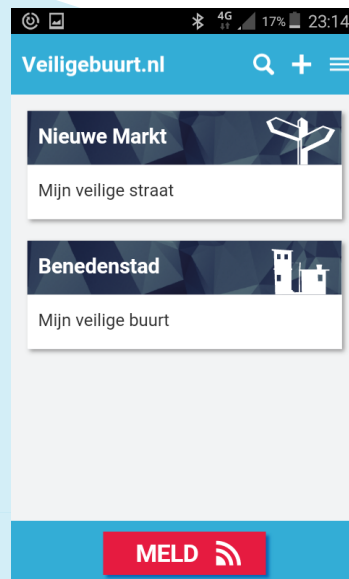 4G 17% 23:14
Veiligebuurt.nl
Nieuwe Markt
Mijn veilige straat
Benedenstad
Mijn veilige buurt
MELD